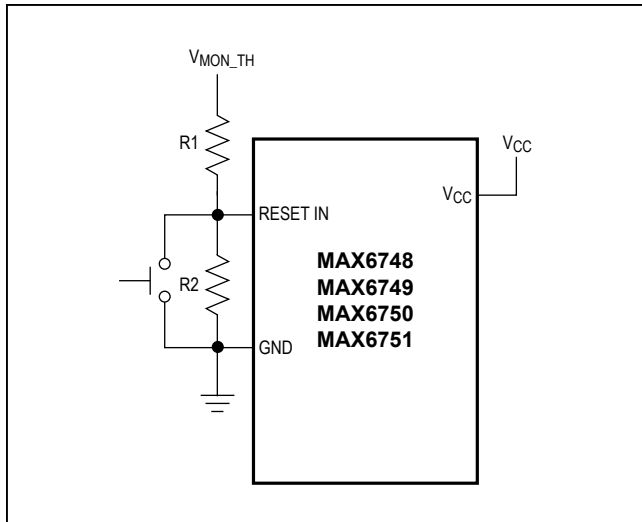 VMON_TH
R1
VCC
VCC
RESET IN
MAX6748
MAX6749
R2
MAX6750
MAX6751
GND